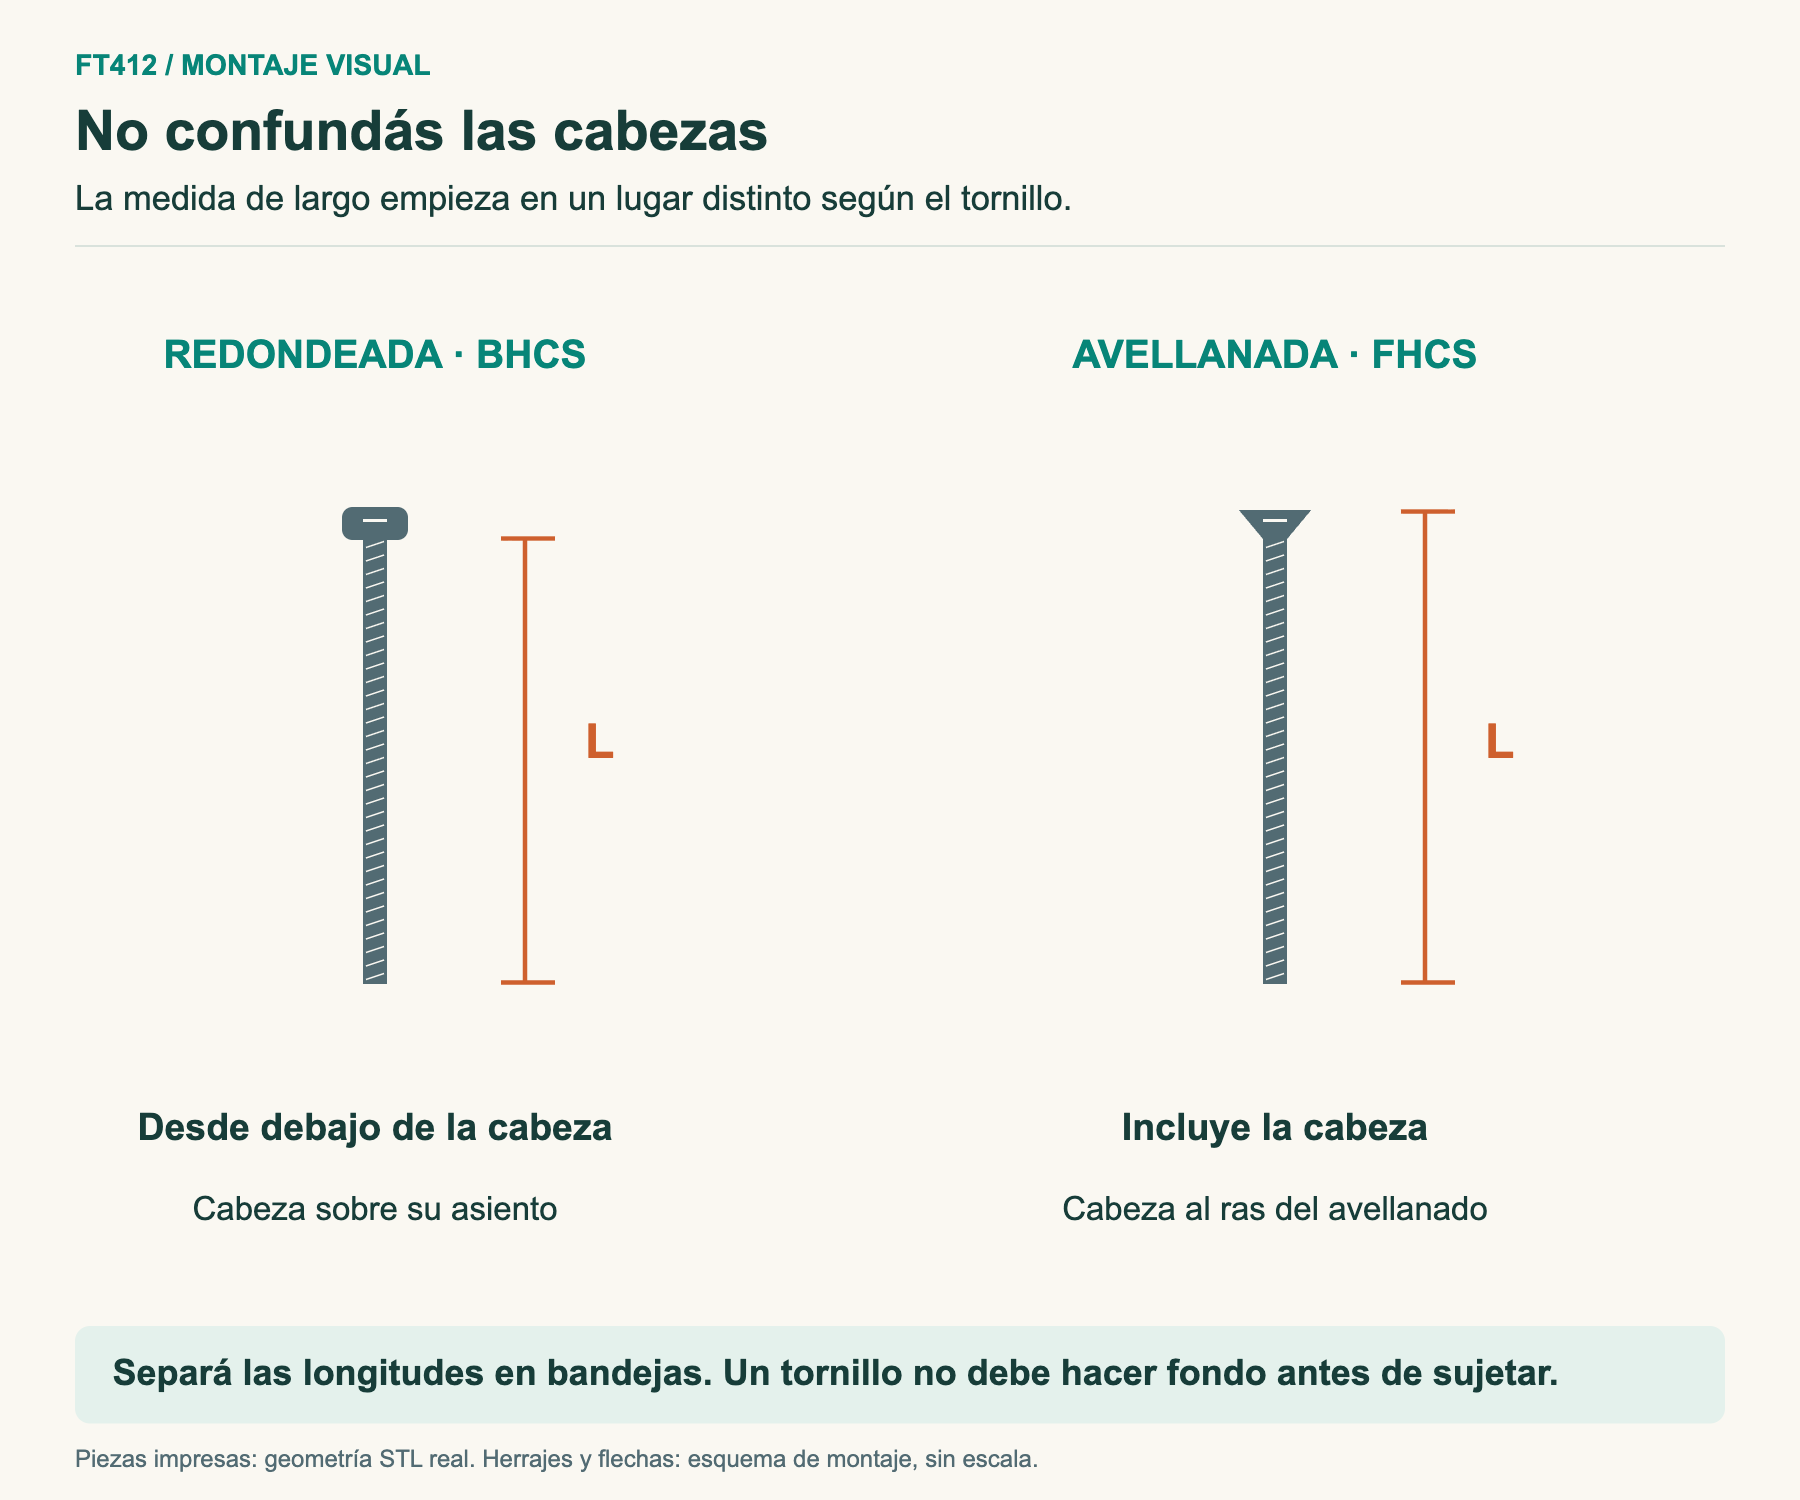 FT412 / MONTAJE VISUAL
No confundás las cabezas
La medida de largo empieza en un lugar distinto según el tornillo.
REDONDEADA · BHCS
AVELLANADA · FHCS
L
L
Desde debajo de la cabeza
Incluye la cabeza
Cabeza sobre su asiento
Cabeza al ras del avellanado
Separá las longitudes en bandejas. Un tornillo no debe hacer fondo antes de sujetar.
Piezas impresas: geometría STL real. Herrajes y flechas: esquema de montaje, sin escala.